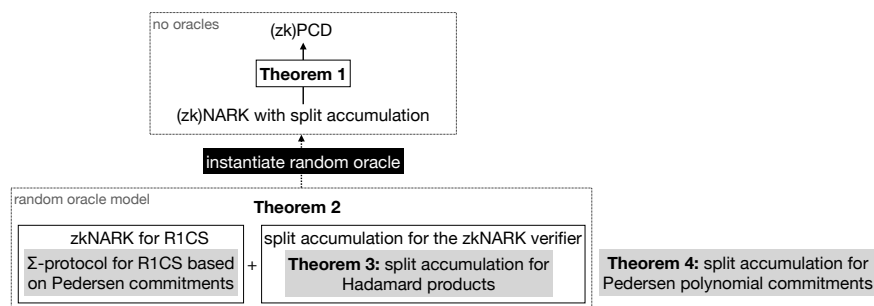 no oracles
(zk)PCD
Theorem 1
(zk)NARK with split accumulation
instantiate random oracle
random oracle model
Theorem 2
zkNARK for R1CS
Σ-protocol for R1CS based
on Pedersen commitments
+
split accumulation for the zkNARK verifier
Theorem 3: split accumulation for
Hadamard products
Theorem 4: split accumulation for
Pedersen polynomial commitments